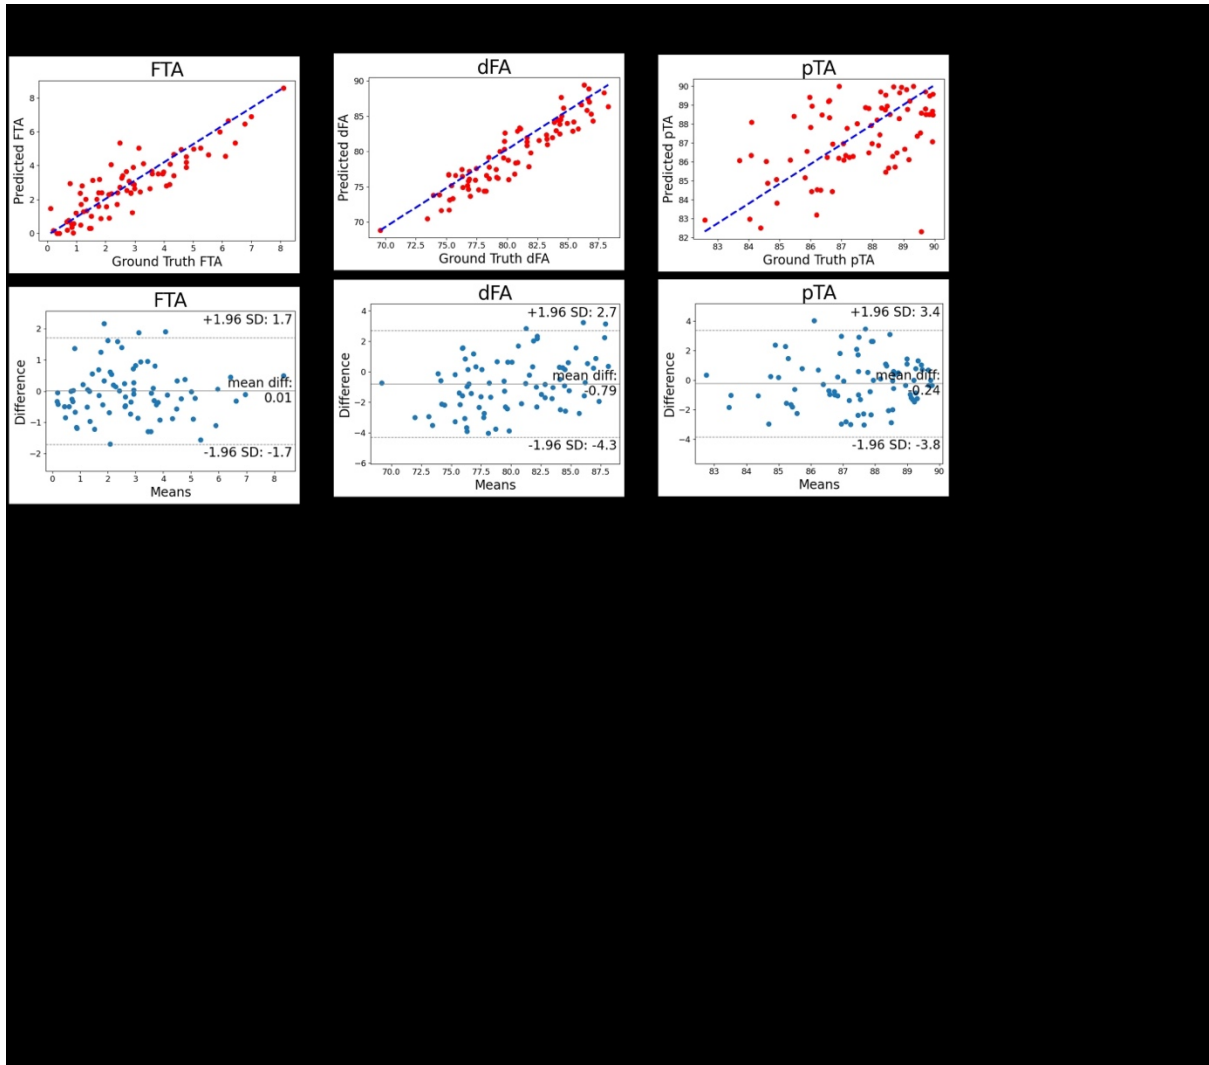 FTA
Predicted FTA
8
6
4
2
0
0 1 2 3 4 5 6 7 8
Ground Truth FTA
dFA
Predicted dFA
90
85
80
75
70
70.0 72.5 75.0 77.5 80.0 82.5 85.0 87.5
Ground Truth dFA
pTA
Predicted pTA
90
89
88
87
86
85
84
83
82
83 84 85 86 87 88 89 90
Ground Truth pTA
FTA
Difference
2
1
0
−1
−2
+1.96 SD: 1.7
mean diff:
0.01
-1.96 SD: -1.7
0 1 2 3 4 5 6 7 8
Means
dFA
Difference
4
2
0
−2
−4
−6
+1.96 SD: 2.7
mean diff:
-0.79
-1.96 SD: -4.3
70.0 72.5 75.0 77.5 80.0 82.5 85.0 87.5
Means
pTA
Difference
4
2
0
−2
−4
+1.96 SD: 3.4
mean diff:
-0.24
-1.96 SD: -3.8
83 84 85 86 87 88 89 90
Means